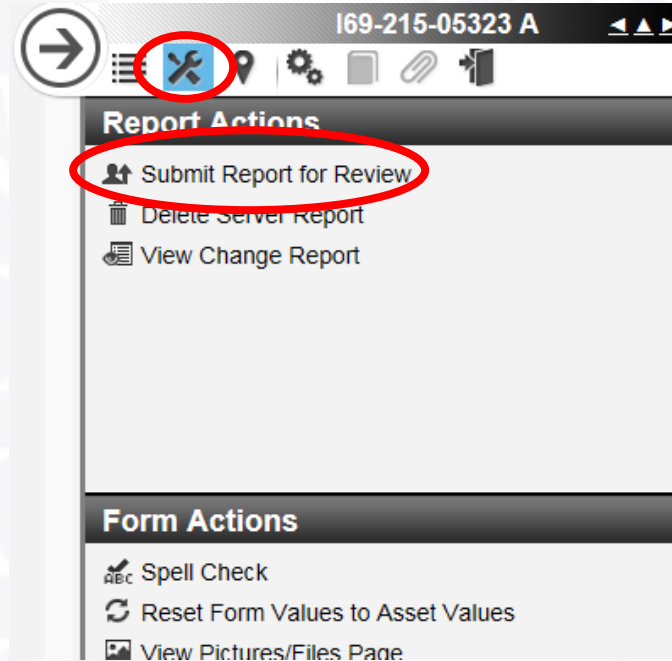 I69-215-05323 A
Report Actions
Submit Report for Review
Delete Server Report
View Change Report
Form Actions
ABC Spell Check
Reset Form Values to Asset Values
View Pictures/Files Page